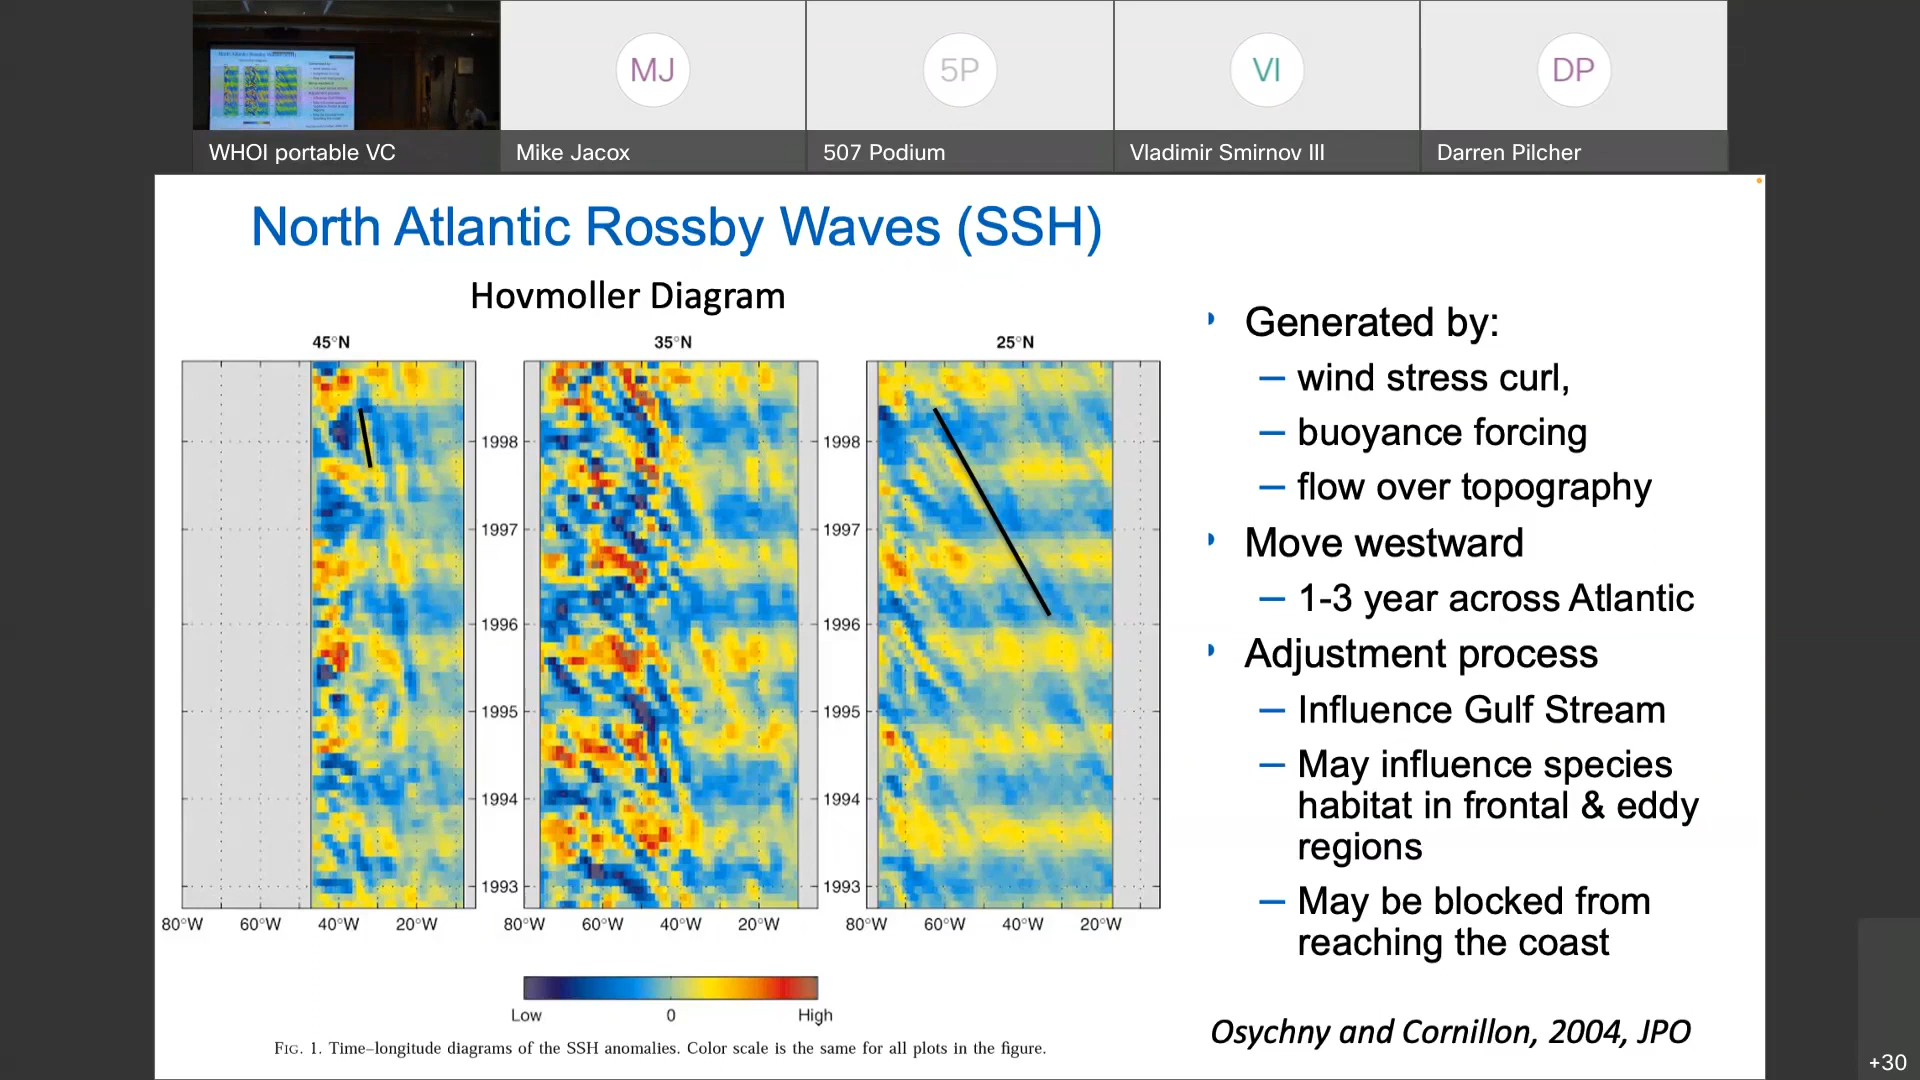 MJ
5P
VI
DP
WHOI portable VC
Mike Jacox
507 Podium
Vladimir Smirnov III
Darren Pilcher
North Atlantic Rossby Waves (SSH)
Hovmoller Diagram
45°N
35°N
25°N
1998
1997
1996
1995
1994
1993
1998
1997
1996
1995
1994
1993
80°W 60°W 40°W 20°W
80°W 60°W 40°W 20°W
80°W 60°W 40°W 20°W
Low 0 High
FIG. 1. Time–longitude diagrams of the SSH anomalies. Color scale is the same for all plots in the figure.
Generated by:
– wind stress curl,
– buoyance forcing
– flow over topography
Move westward
– 1-3 year across Atlantic
Adjustment process
– Influence Gulf Stream
– May influence species
habitat in frontal & eddy
regions
– May be blocked from
reaching the coast
Osychny and Cornillon, 2004, JPO
+30